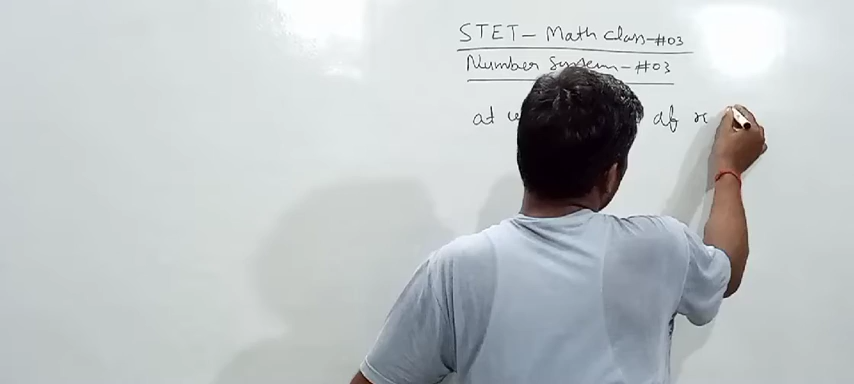 STET- Math Class-#03
Number System-#03
at of x